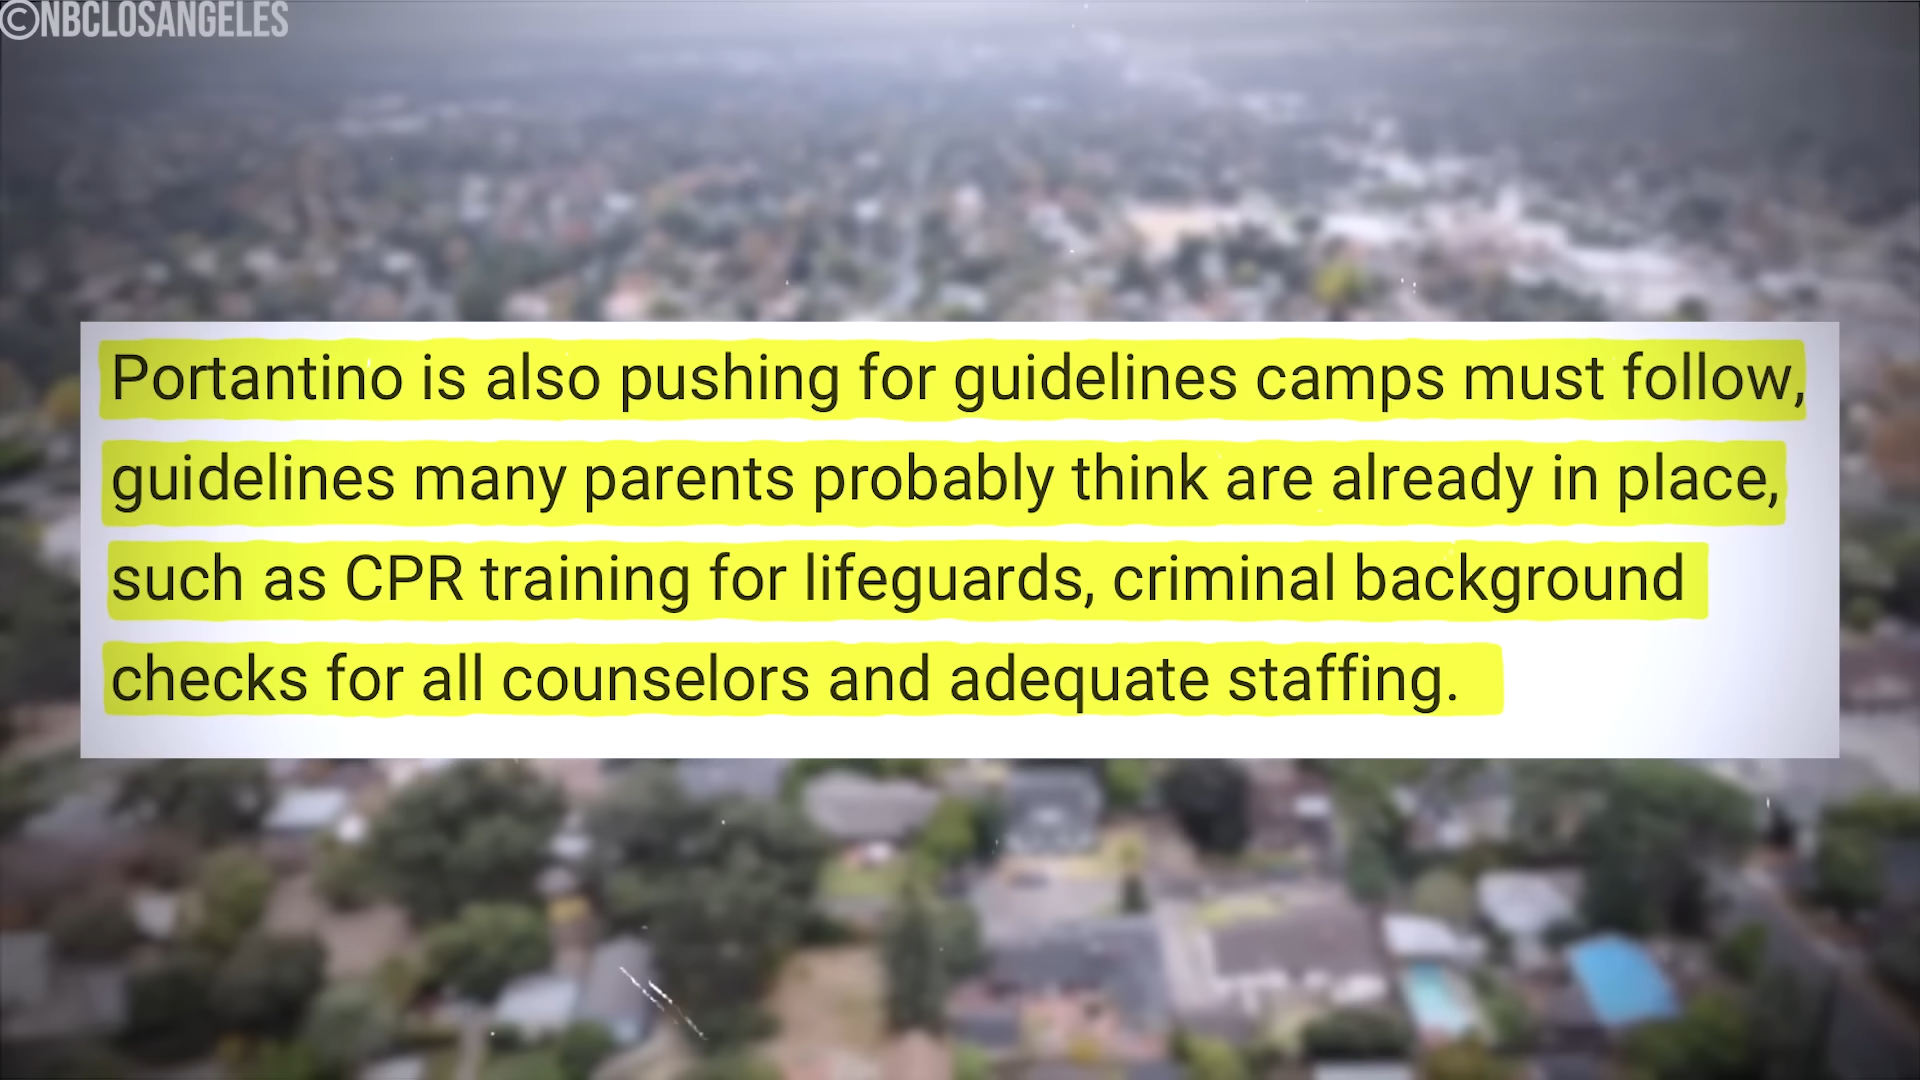 ©NBCLOSANGELES
Portantino is also pushing for guidelines camps must follow,
guidelines many parents probably think are already in place,
such as CPR training for lifeguards, criminal background
checks for all counselors and adequate staffing.